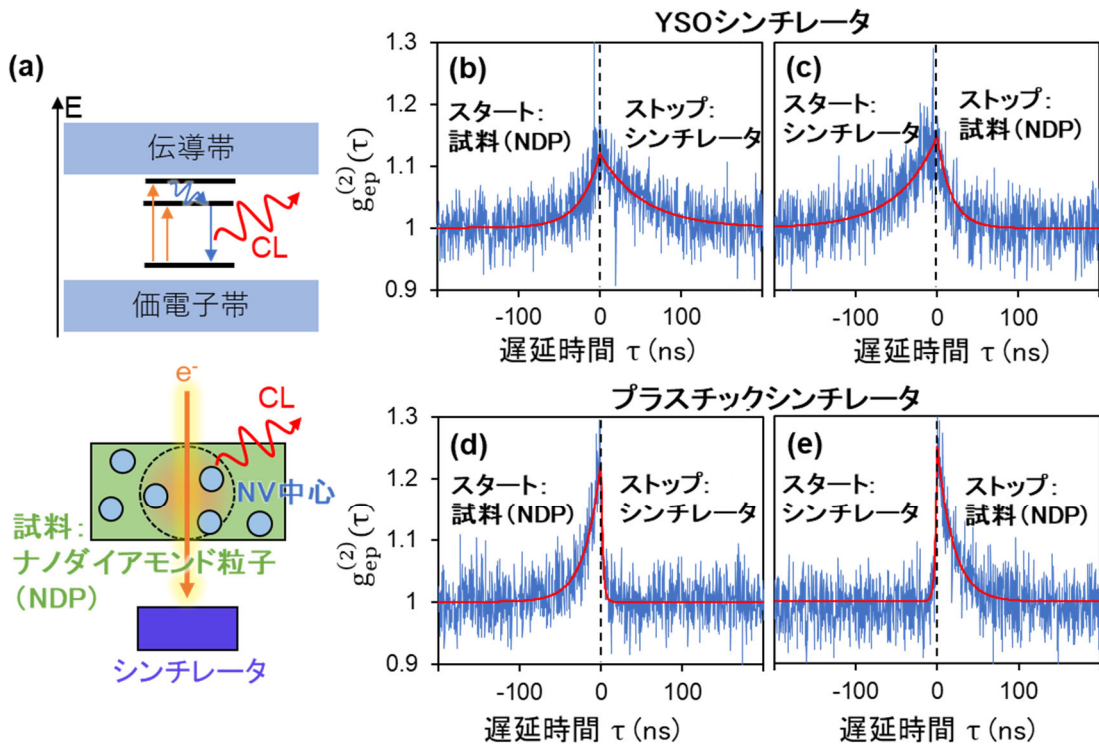 (a)
E
伝導帯
CL
価電子帯
e⁻
CL
NV中心
試料:
ナノダイアモンド粒子
(NDP)
シンチレータ
YSOシンチレータ
(b)
スタート:
試料(NDP)
ストップ:
シンチレータ
g_ep^(2)(τ)
1.3
1.2
1.1
1
0.9
-100
0
100
遅延時間 τ (ns)
(c)
スタート:
シンチレータ
ストップ:
試料(NDP)
-100
0
100
遅延時間 τ (ns)
プラスチックシンチレータ
(d)
スタート:
試料(NDP)
ストップ:
シンチレータ
g_ep^(2)(τ)
1.3
1.2
1.1
1
0.9
-100
0
100
遅延時間 τ (ns)
(e)
スタート:
シンチレータ
ストップ:
試料(NDP)
-100
0
100
遅延時間 τ (ns)